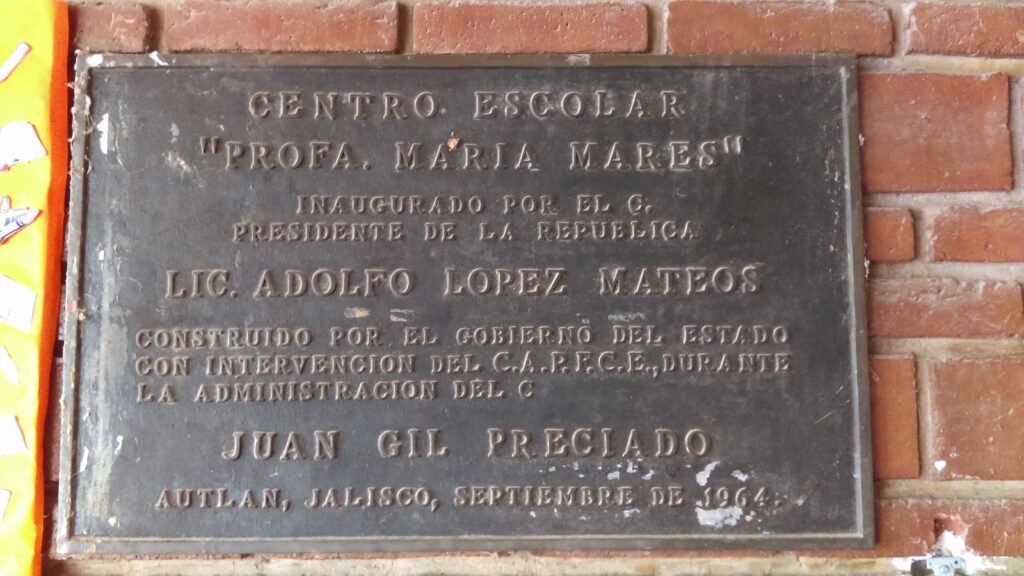 CENTRO ESCOLAR
"PROFA. MARIA MARES"
INAUGURADO POR EL C.
PRESIDENTE DE LA REPUBLICA
LIC. ADOLFO LOPEZ MATEOS
CONSTRUIDO POR EL GOBIERNO DEL ESTADO
CON INTERVENCION DEL C.A.P.F.C.E., DURANTE
LA ADMINISTRACION DEL C
JUAN GIL PRECIADO
AUTLAN, JALISCO, SEPTIEMBRE DE 1964.